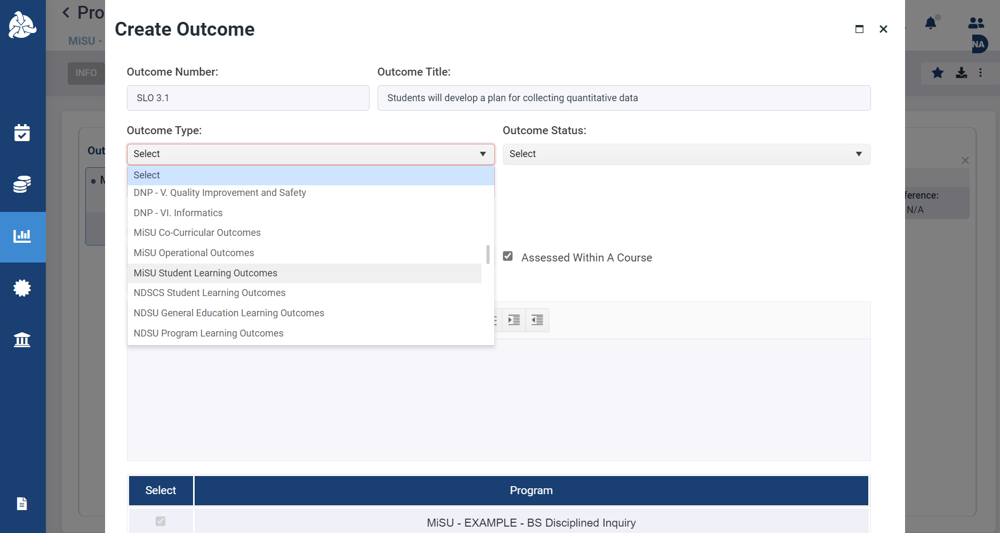 Pro
Create Outcome
MiSU -
NA
INFO
Outcome Number:
Outcome Title:
SLO 3.1
Students will develop a plan for collecting quantitative data
Outcome Type:
Outcome Status:
Out
Select
Select
Select
DNP - V. Quality Improvement and Safety
ference:
N/A
DNP - VI. Informatics
MiSU Co-Curricular Outcomes
MiSU Operational Outcomes
Assessed Within A Course
MiSU Student Learning Outcomes
NDSCS Student Learning Outcomes
NDSU General Education Learning Outcomes
NDSU Program Learning Outcomes
Select
Program
MiSU - EXAMPLE - BS Disciplined Inquiry